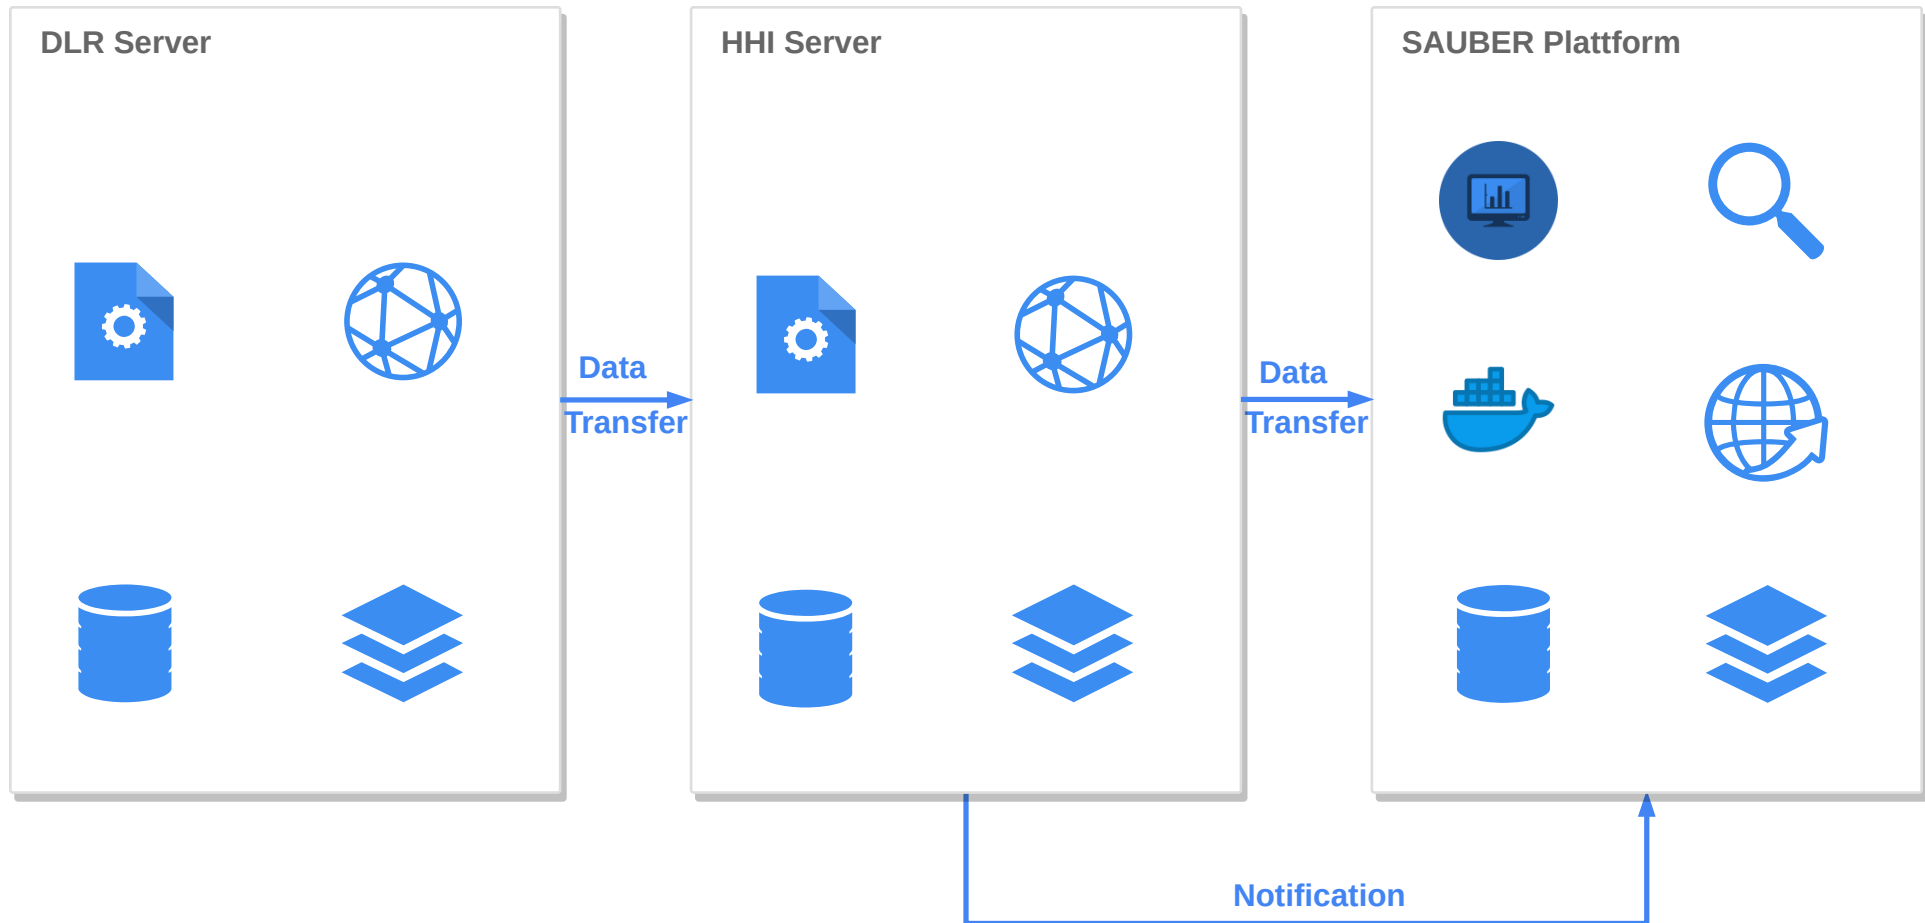 DLR Server
HHI Server
SAUBER Plattform
Data
Transfer
Data
Transfer
Notification